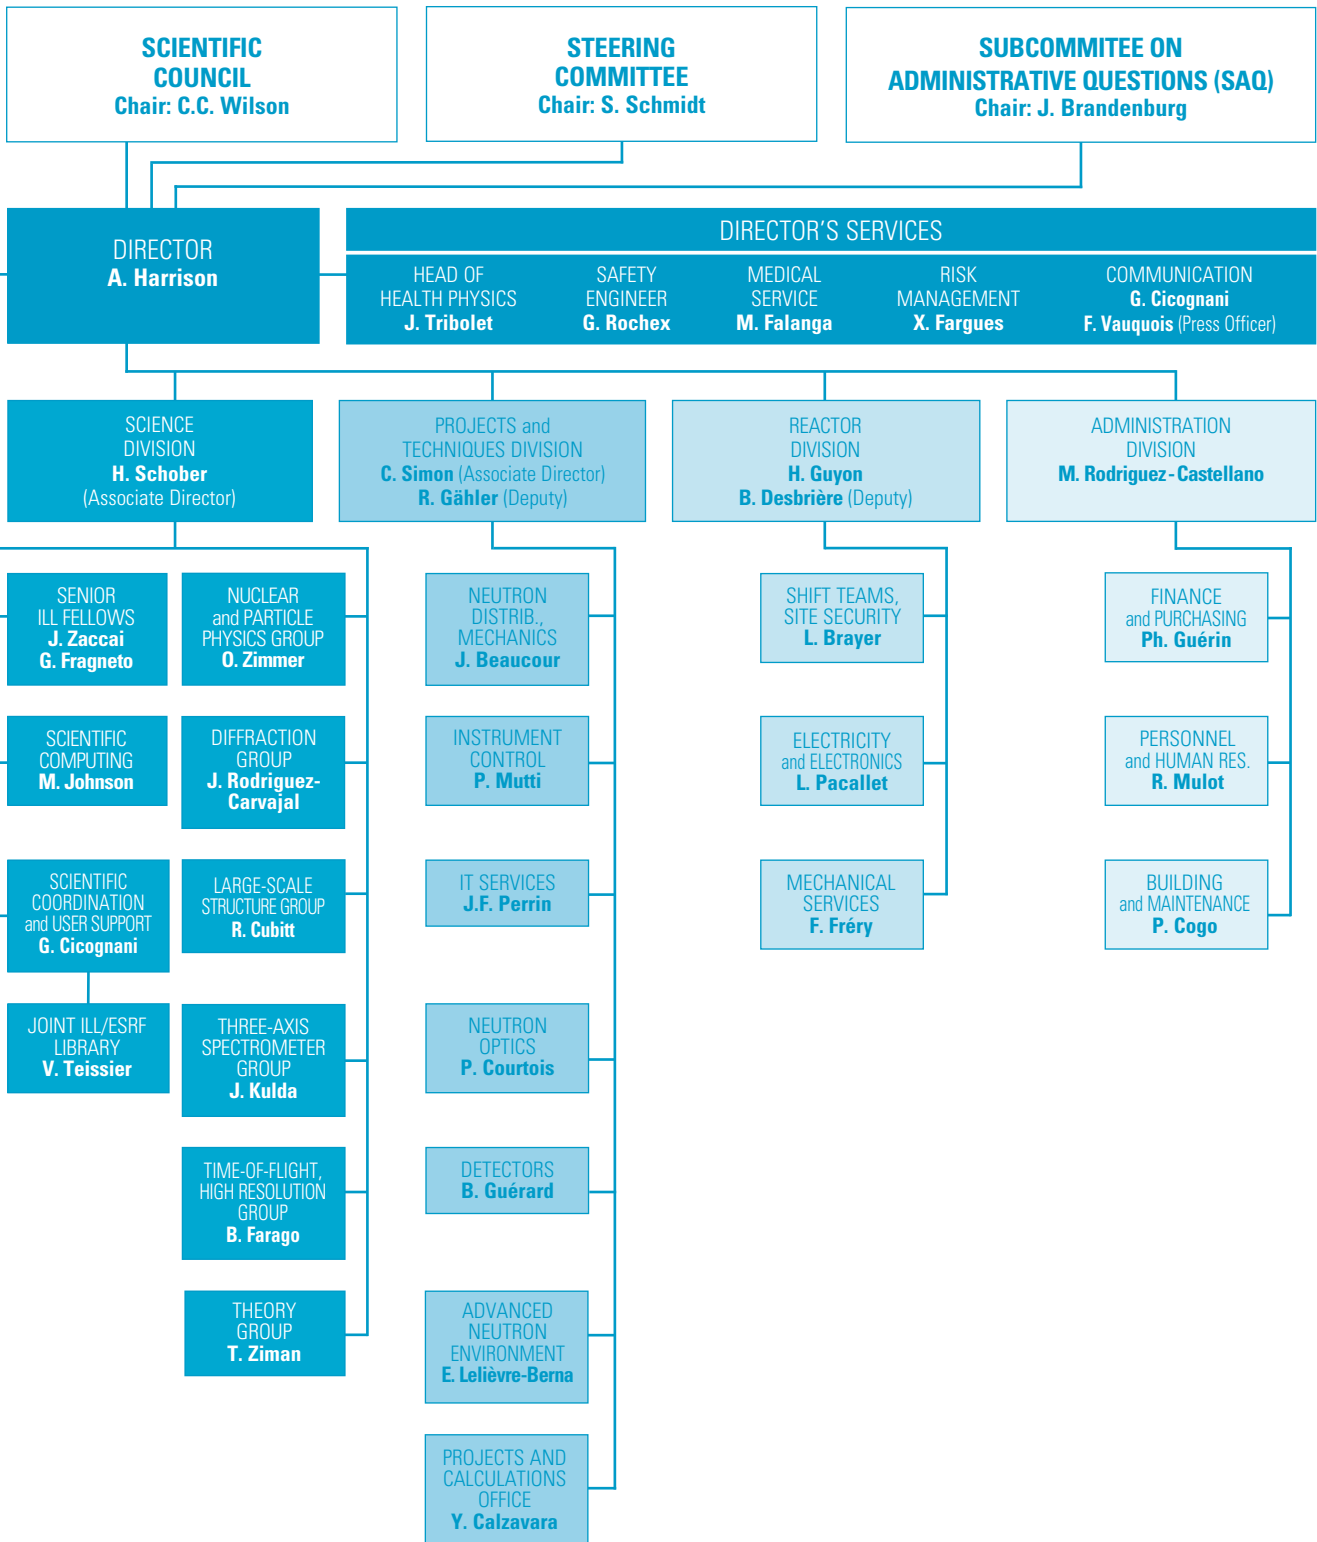 SCIENTIFIC
COUNCIL
Chair: C.C. Wilson
STEERING
COMMITTEE
Chair: S. Schmidt
SUBCOMMITEE ON
ADMINISTRATIVE QUESTIONS (SAQ)
Chair: J. Brandenburg
DIRECTOR
A. Harrison
DIRECTOR'S SERVICES
HEAD OF
HEALTH PHYSICS
J. Tribolet
SAFETY
ENGINEER
G. Rochex
MEDICAL
SERVICE
M. Falanga
RISK
MANAGEMENT
X. Fargues
COMMUNICATION
G. Cicognani
F. Vauquois (Press Officer)
SCIENCE
DIVISION
H. Schober
(Associate Director)
PROJECTS and
TECHNIQUES DIVISION
C. Simon (Associate Director)
R. Gähler (Deputy)
REACTOR
DIVISION
H. Guyon
B. Desbrière (Deputy)
ADMINISTRATION
DIVISION
M. Rodriguez-Castellano
SENIOR
ILL FELLOWS
J. Zaccai
G. Fragneto
SCIENTIFIC
COMPUTING
M. Johnson
SCIENTIFIC
COORDINATION
and USER SUPPORT
G. Cicognani
JOINT ILL/ESRF
LIBRARY
V. Teissier
NUCLEAR
and PARTICLE
PHYSICS GROUP
O. Zimmer
DIFFRACTION
GROUP
J. Rodriguez-
Carvajal
LARGE-SCALE
STRUCTURE GROUP
R. Cubitt
THREE-AXIS
SPECTROMETER
GROUP
J. Kulda
TIME-OF-FLIGHT,
HIGH RESOLUTION
GROUP
B. Farago
THEORY
GROUP
T. Ziman
NEUTRON
DISTRIB.,
MECHANICS
J. Beaucour
INSTRUMENT
CONTROL
P. Mutti
IT SERVICES
J.F. Perrin
NEUTRON
OPTICS
P. Courtois
DETECTORS
B. Guérard
ADVANCED
NEUTRON
ENVIRONMENT
E. Lelièvre-Berna
PROJECTS AND
CALCULATIONS
OFFICE
Y. Calzavara
SHIFT TEAMS,
SITE SECURITY
L. Brayer
ELECTRICITY
and ELECTRONICS
L. Pacallet
MECHANICAL
SERVICES
F. Fréry
FINANCE
and PURCHASING
Ph. Guérin
PERSONNEL
and HUMAN RES.
R. Mulot
BUILDING
and MAINTENANCE
P. Cogo